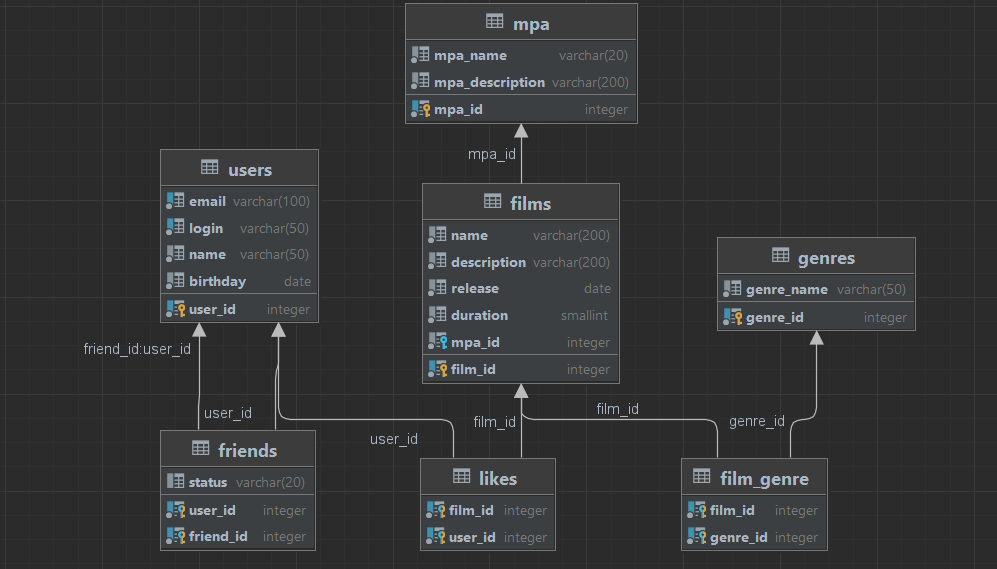 mpa
mpa_name varchar(20)
mpa_description varchar(200)
mpa_id integer
mpa_id
users
email varchar(100)
login varchar(50)
name varchar(50)
birthday date
user_id integer
films
name varchar(200)
description varchar(200)
release date
duration smallint
mpa_id integer
film_id integer
genres
genre_name varchar(50)
genre_id integer
friend_id:user_id
user_id
user_id
film_id
film_id
genre_id
friends
status varchar(20)
user_id integer
friend_id integer
likes
film_id integer
user_id integer
film_genre
film_id integer
genre_id integer